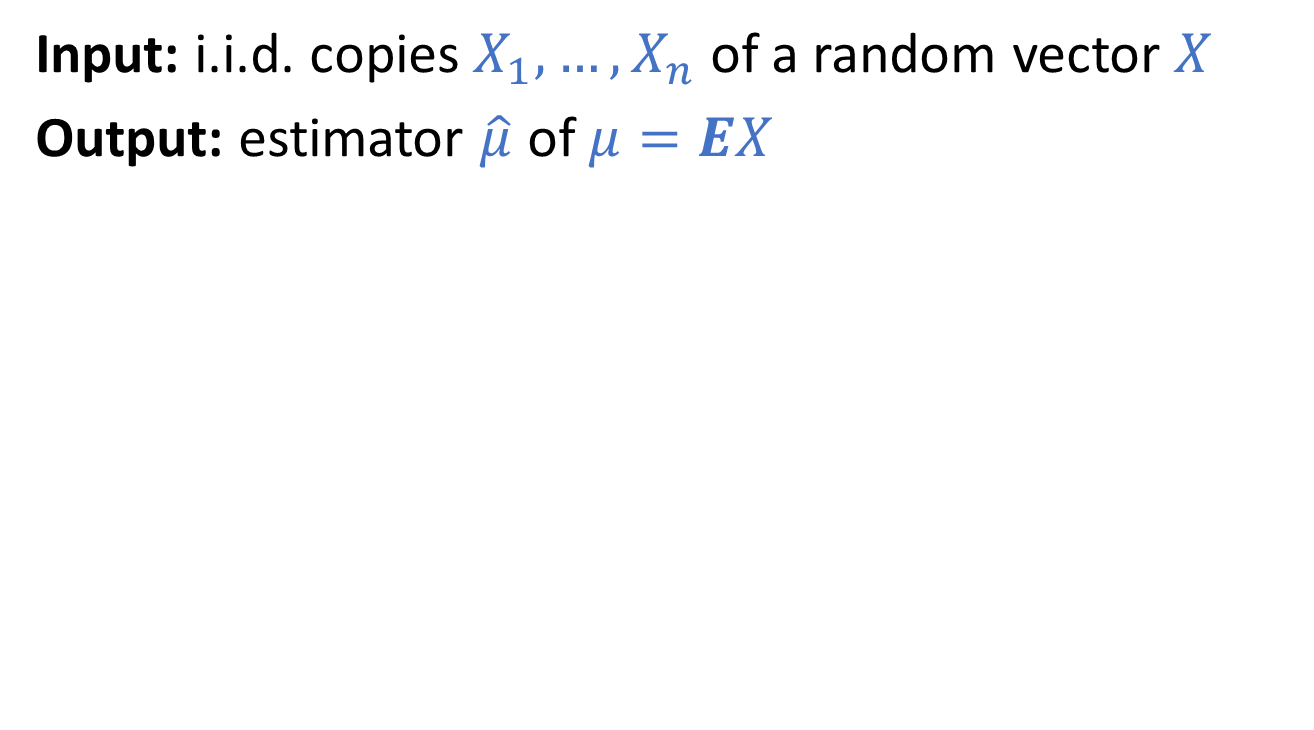 Input: i.i.d. copies X₁, … , Xₙ of a random vector X
Output: estimator μ̂ of μ = EX